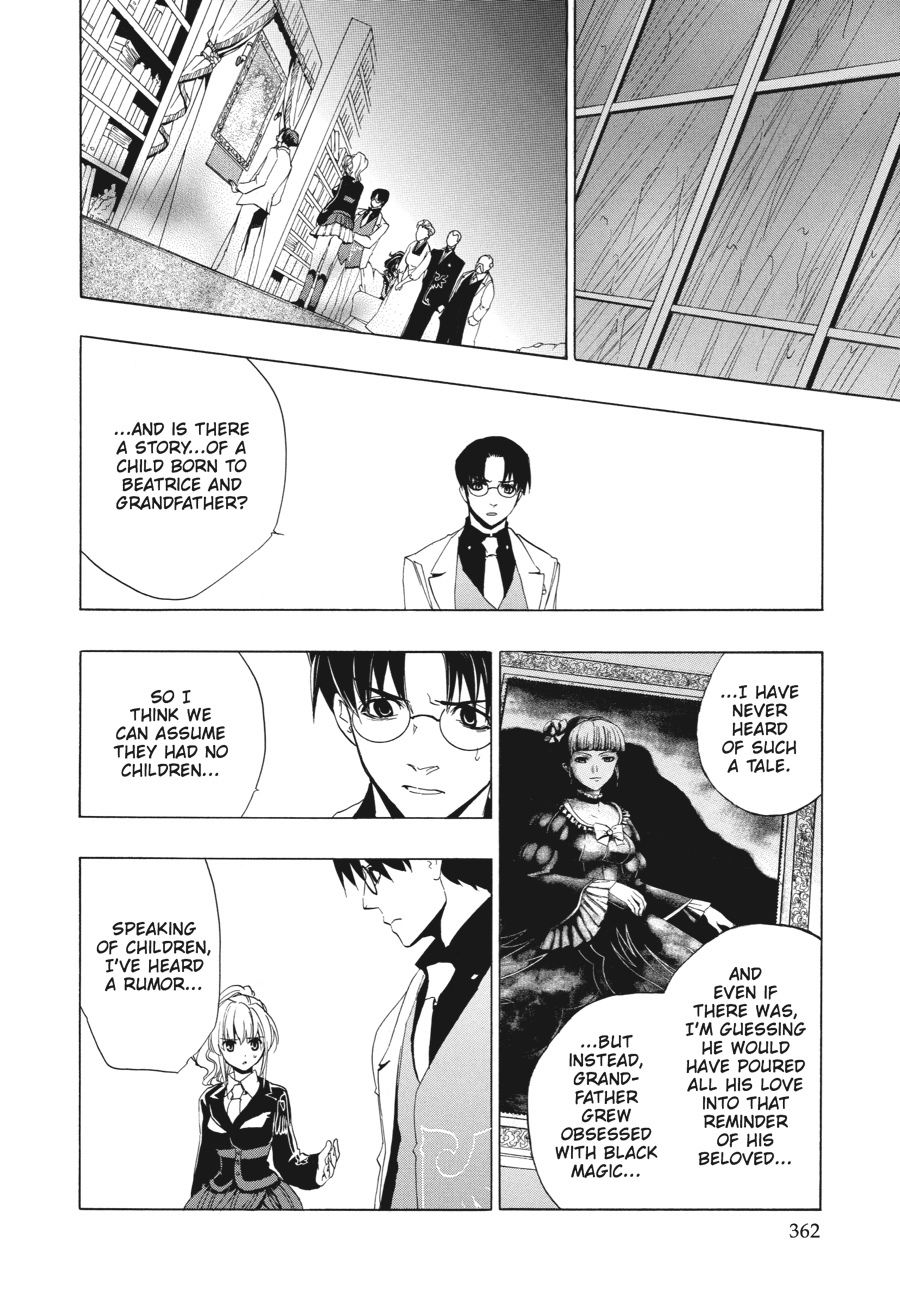 ...AND IS THERE
A STORY...OF A
CHILD BORN TO
BEATRICE AND
GRANDFATHER?
...I HAVE
NEVER
HEARD
OF SUCH
A TALE.
AND
EVEN IF
THERE WAS,
I'M GUESSING
HE WOULD
HAVE POURED
ALL HIS LOVE
INTO THAT
REMINDER
OF HIS
BELOVED...
...BUT
INSTEAD,
GRAND-
FATHER
GREW
OBSESSED
WITH BLACK
MAGIC...
SO I
THINK WE
CAN ASSUME
THEY HAD NO
CHILDREN...
SPEAKING
OF CHILDREN,
I'VE HEARD
A RUMOR...
362